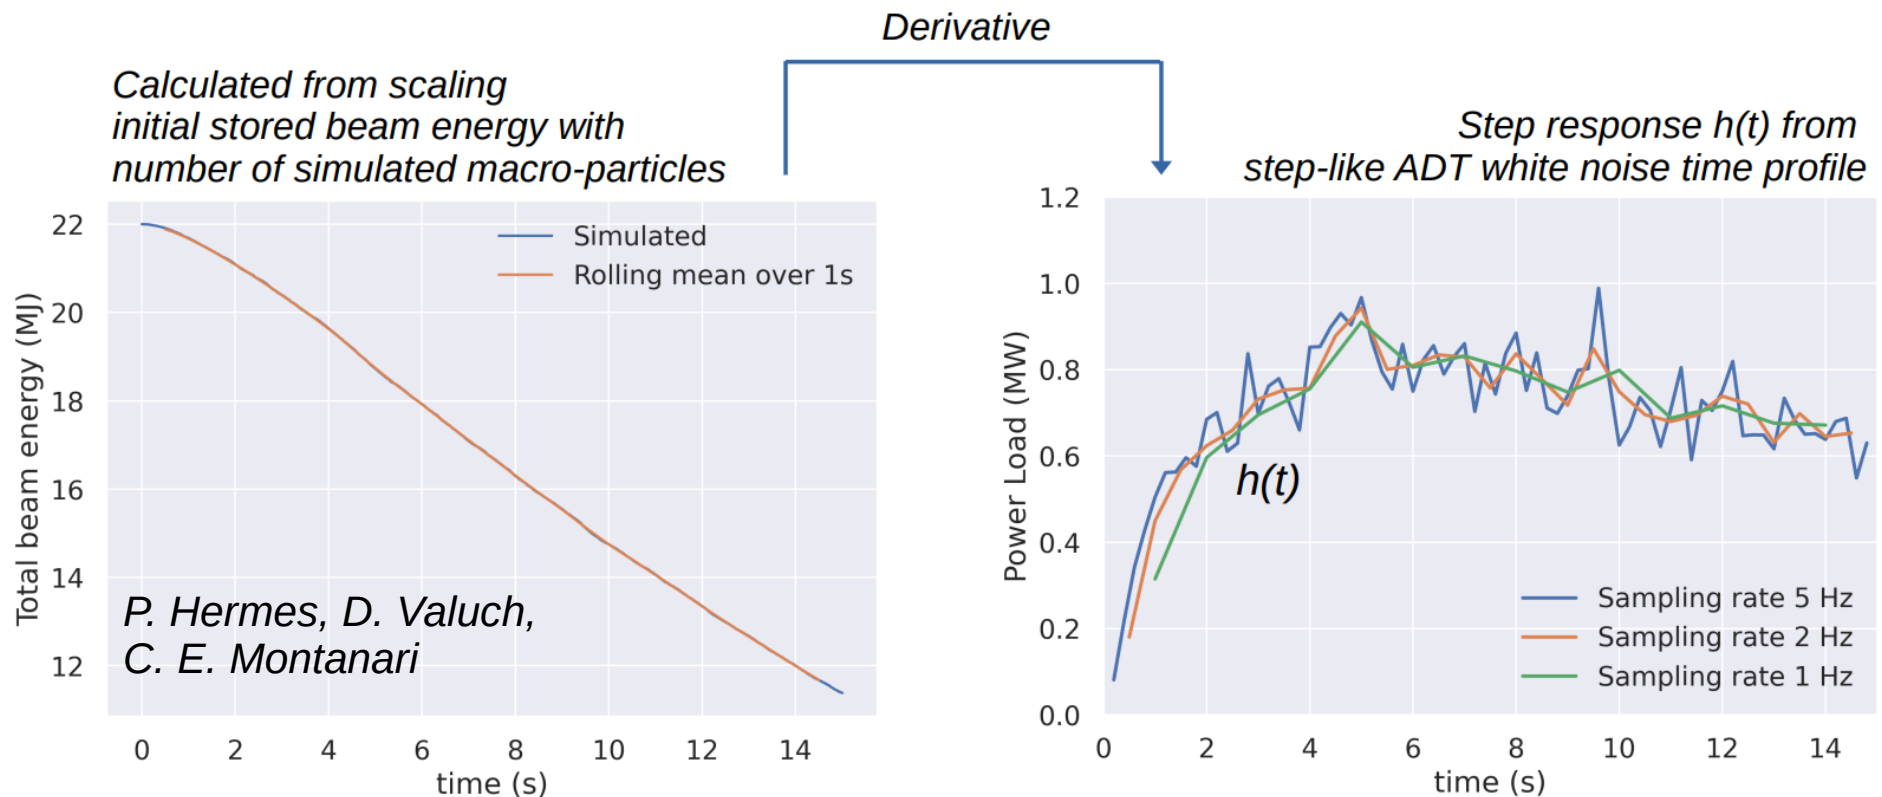 Derivative
Calculated from scaling
initial stored beam energy with
number of simulated macro-particles
Step response h(t) from
step-like ADT white noise time profile
22
20
18
16
14
12
Total beam energy (MJ)
Simulated
Rolling mean over 1s
P. Hermes, D. Valuch,
C. E. Montanari
0 2 4 6 8 10 12 14
time (s)
1.2
1.0
0.8
0.6
0.4
0.2
0.0
Power Load (MW)
h(t)
Sampling rate 5 Hz
Sampling rate 2 Hz
Sampling rate 1 Hz
0 2 4 6 8 10 12 14
time (s)